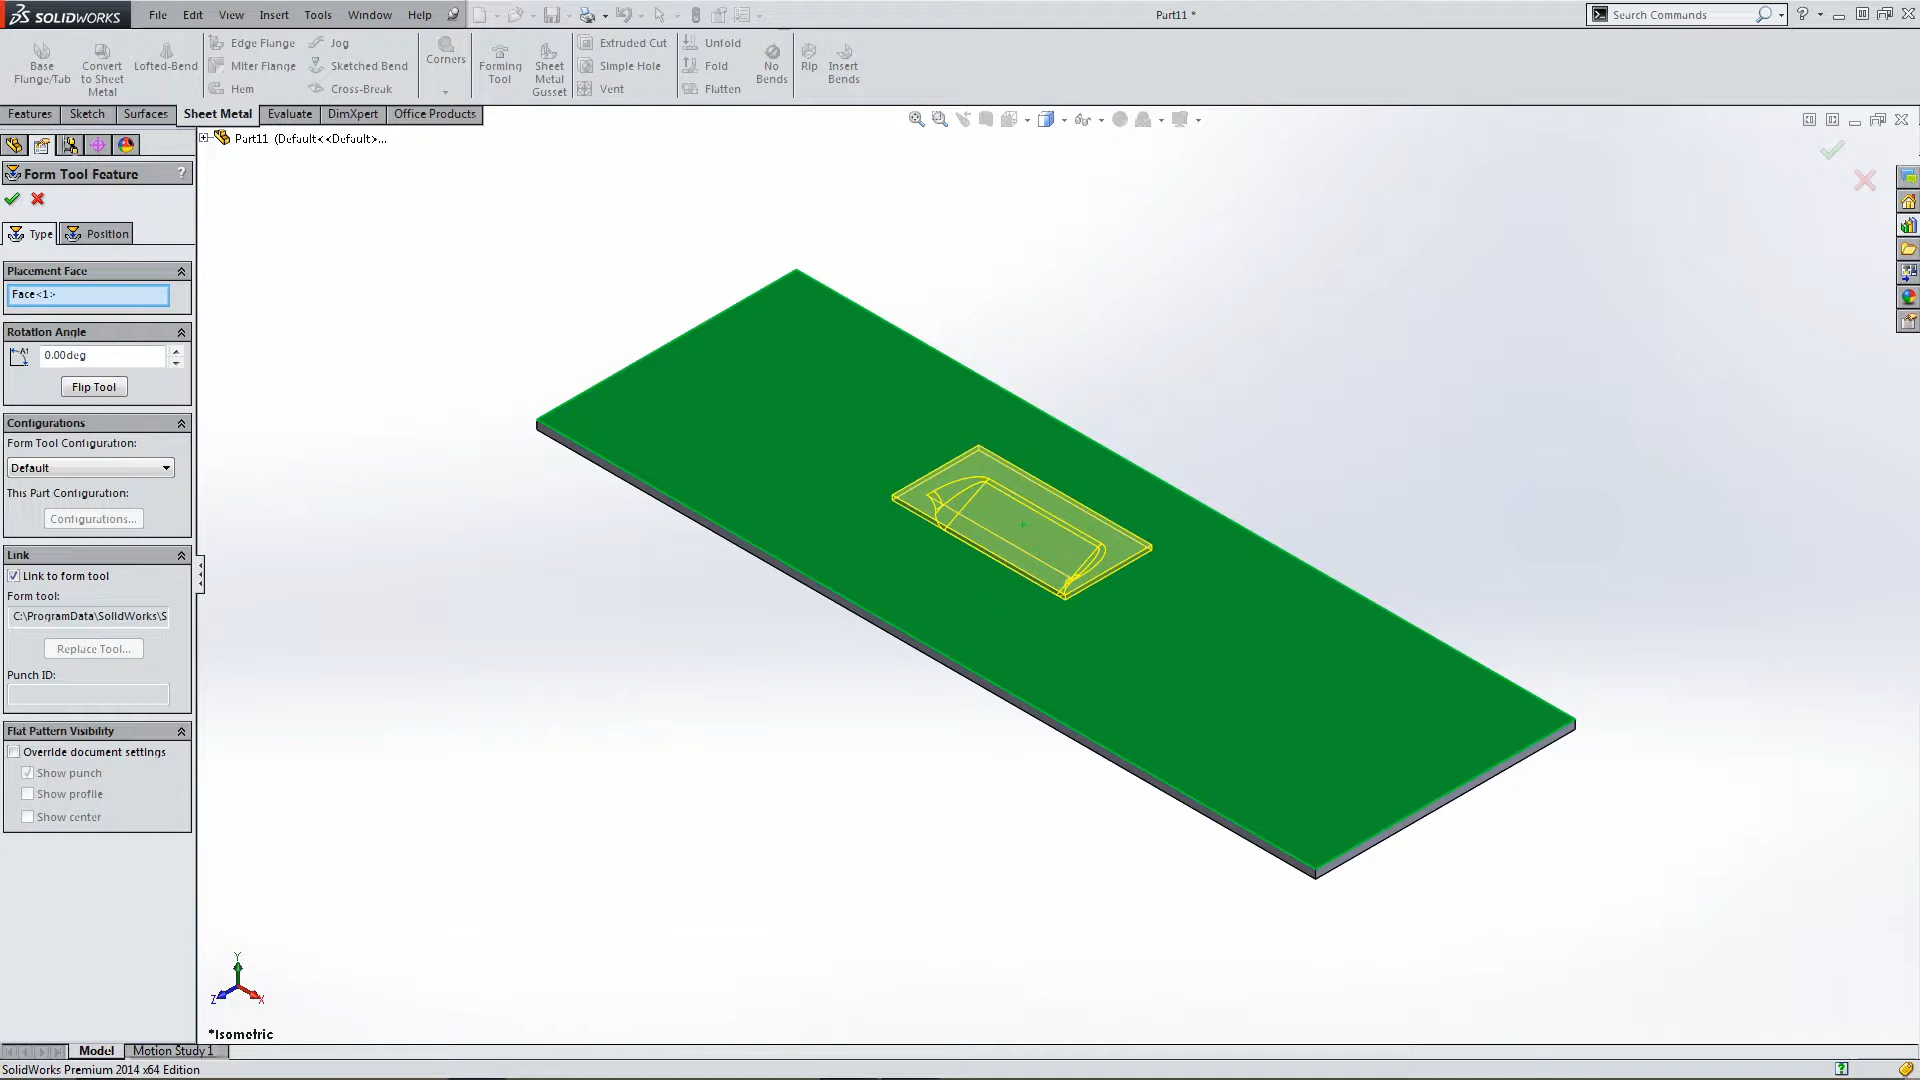 SOLIDWORKS File Edit View Insert Tools Window Help Part11 * Search Commands
Base Flange/Tab
Convert to Sheet Metal
Lofted-Bend
Edge Flange
Miter Flange
Hem
Jog
Sketched Bend
Cross-Break
Corners
Forming Tool
Sheet Metal Gusset
Extruded Cut
Simple Hole
Vent
Unfold
Fold
Flatten
No Bends
Rip
Insert Bends
Features Sketch Surfaces Sheet Metal Evaluate DimXpert Office Products
Part11 (Default<<Default>...
Form Tool Feature ?
Type Position
Placement Face
Face<1>
Rotation Angle
A1 0.00deg
Flip Tool
Configurations
Form Tool Configuration:
Default
This Part Configuration:
Configurations...
Link
Link to form tool
Form tool:
C:\ProgramData\SolidWorks\S
Replace Tool...
Punch ID:
Flat Pattern Visibility
Override document settings
Show punch
Show profile
Show center
Y
Z X
*Isometric
Model Motion Study 1
SolidWorks Premium 2014 x64 Edition